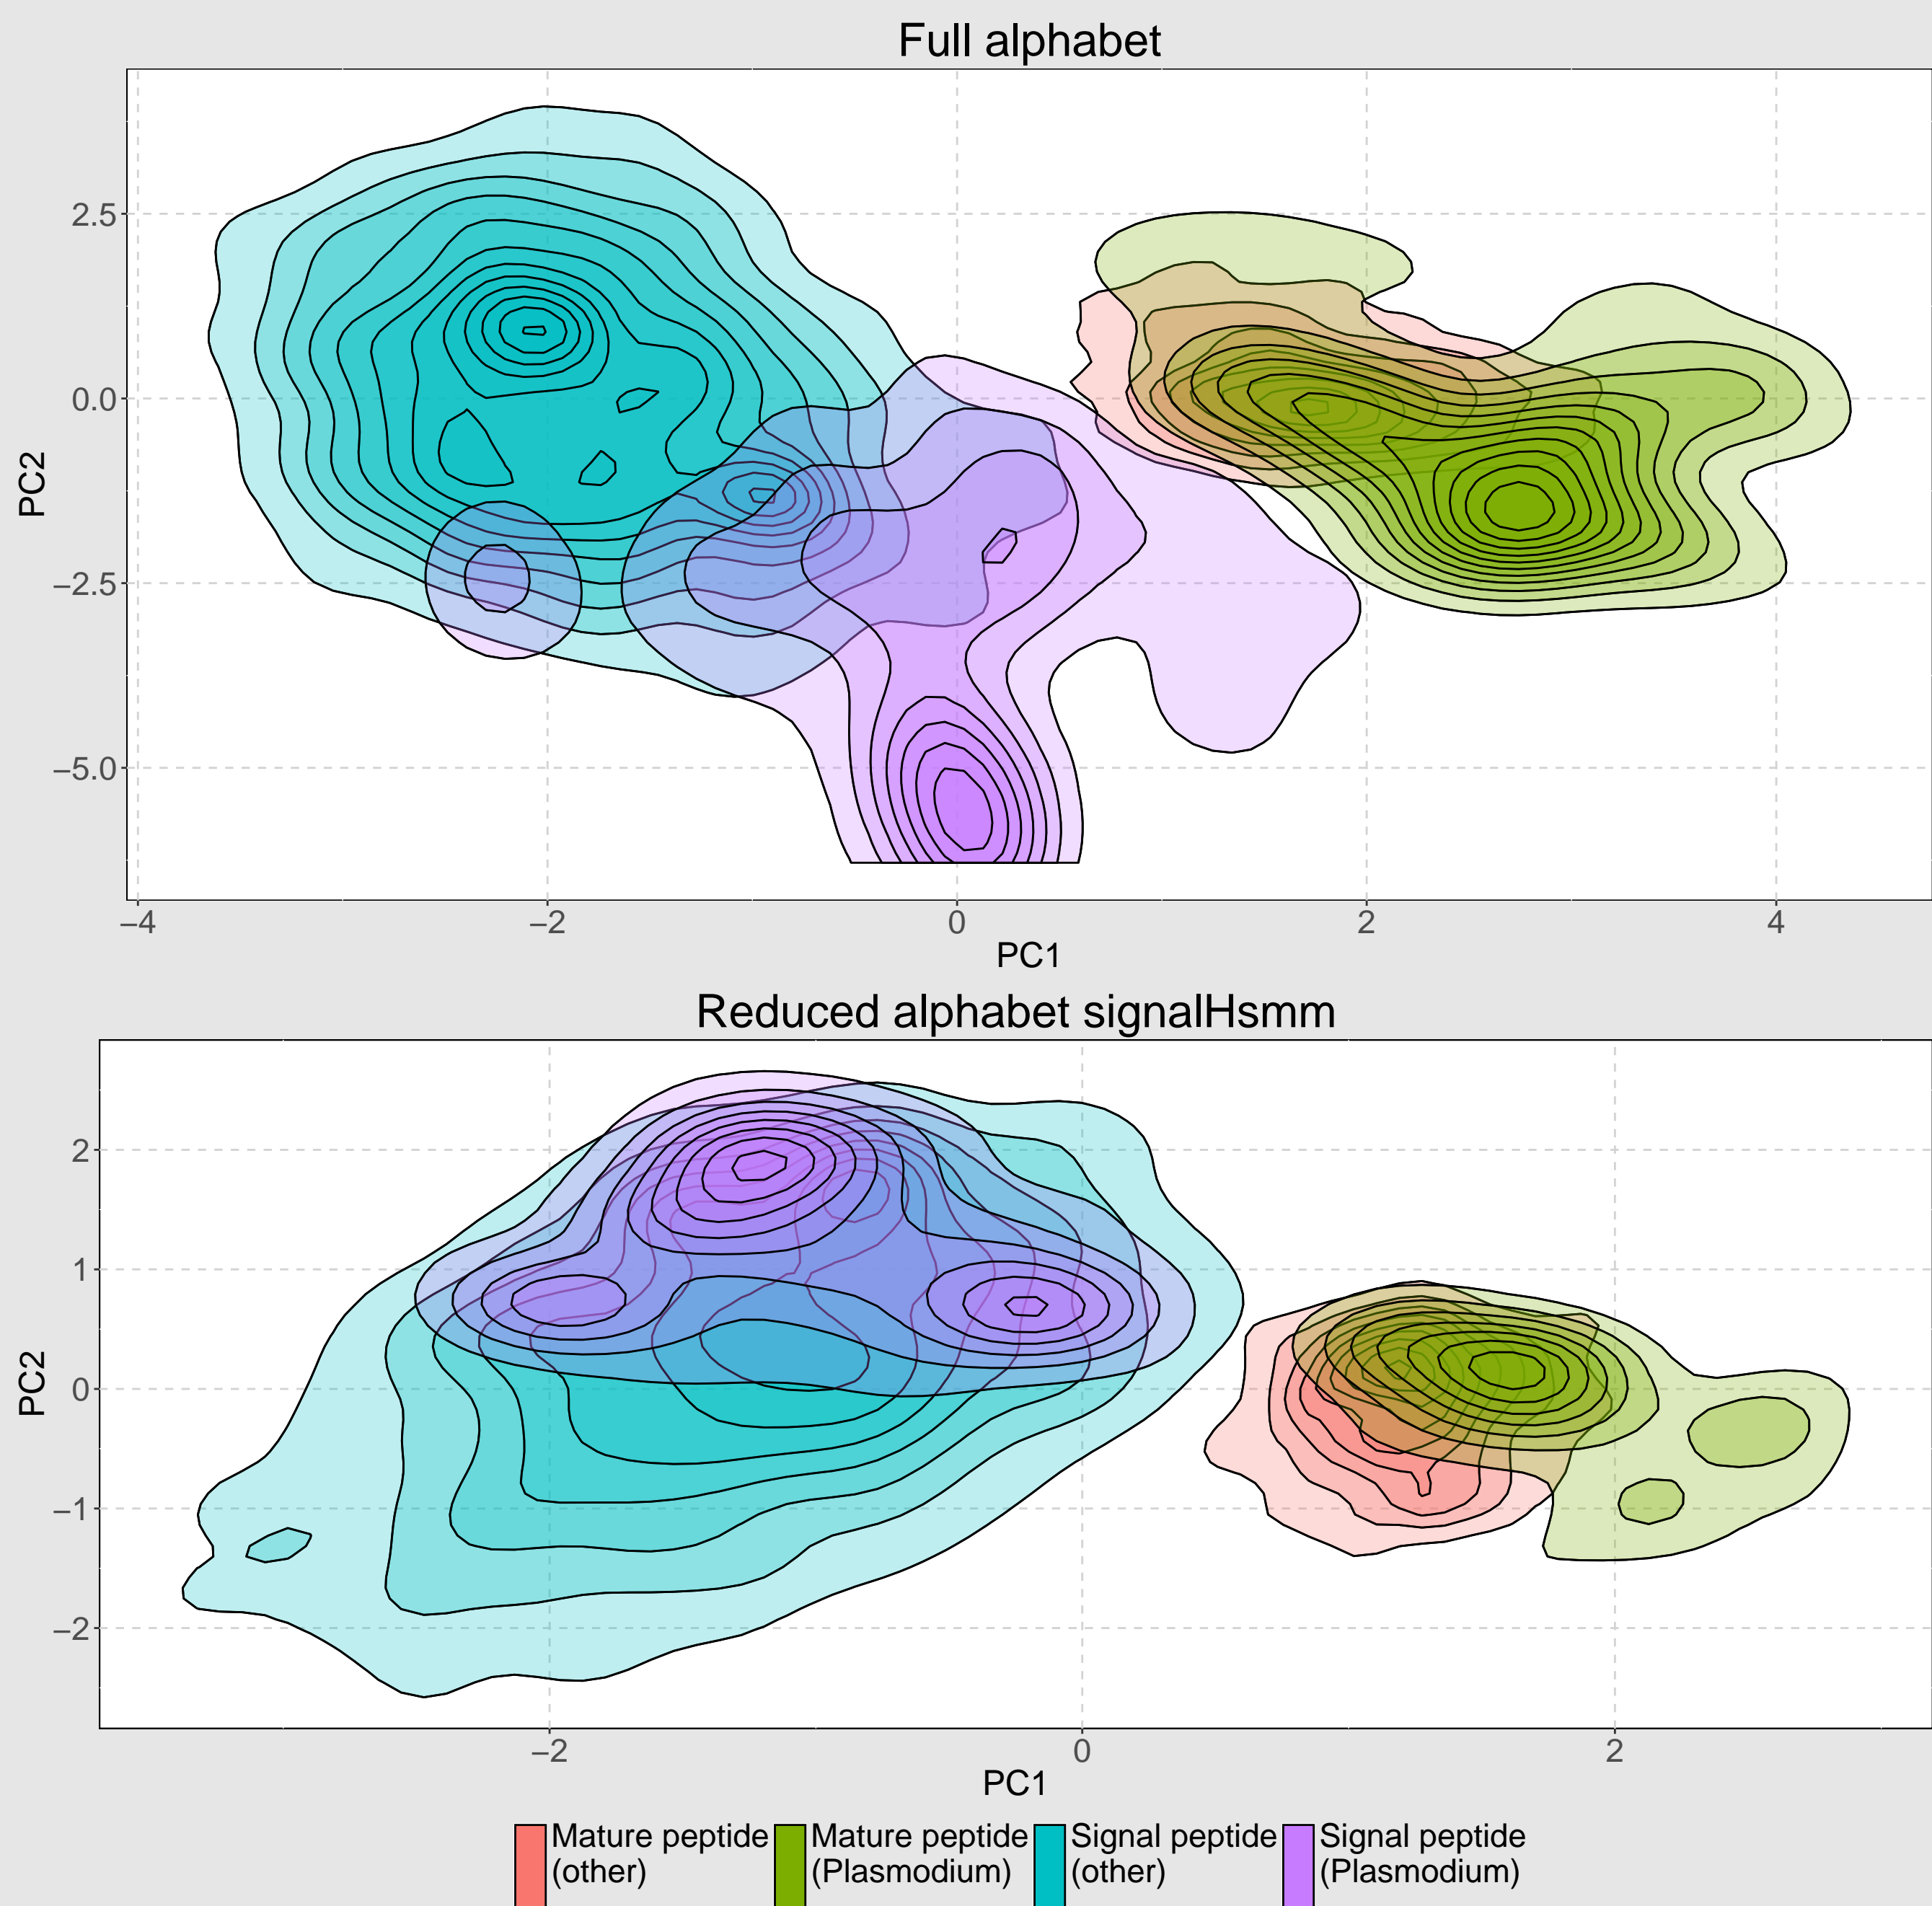 Full alphabet
2.5
0.0
−2.5
−5.0
PC2
−4 −2 0 2 4
PC1
Reduced alphabet signalHsmm
2
1
0
−1
−2
PC2
−2 0 2
PC1
Mature peptide (other)
Mature peptide (Plasmodium)
Signal peptide (other)
Signal peptide (Plasmodium)